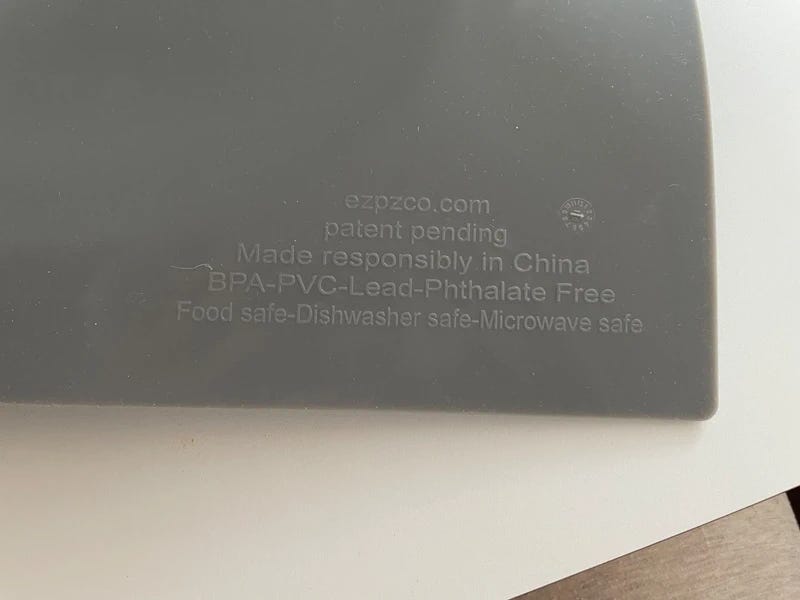 ezpzco.com
patent pending
Made responsibly in China
BPA-PVC-Lead-Phthalate Free
Food safe-Dishwasher safe-Microwave safe